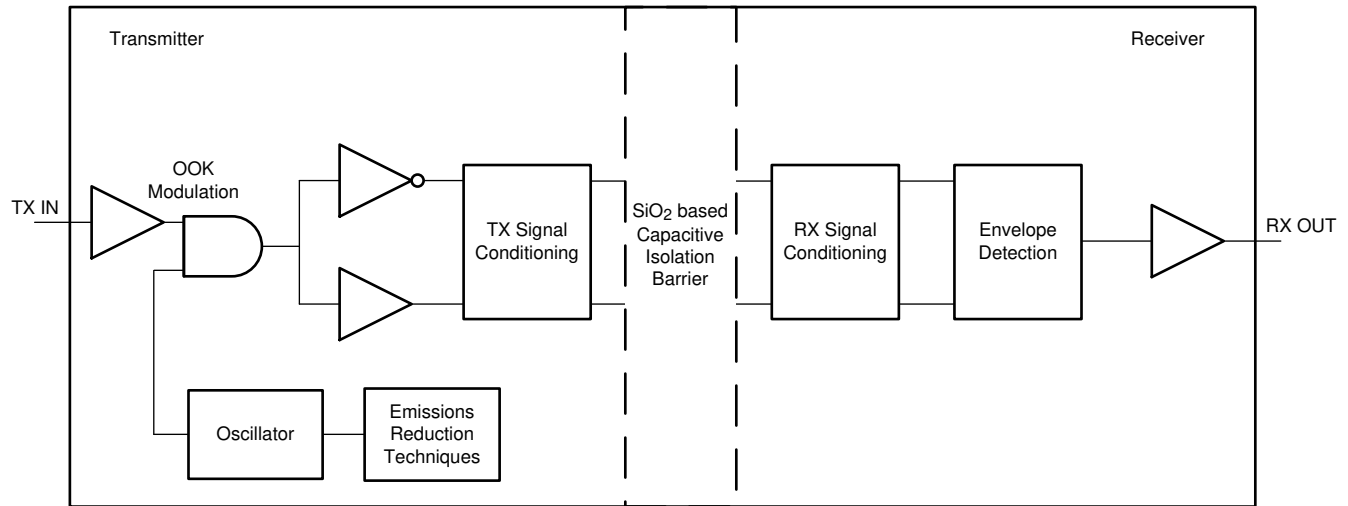 Transmitter
Receiver
OOK
Modulation
TX IN
TX Signal
Conditioning
SiO2 based
Capacitive
Isolation
Barrier
RX Signal
Conditioning
Envelope
Detection
RX OUT
Oscillator
Emissions
Reduction
Techniques